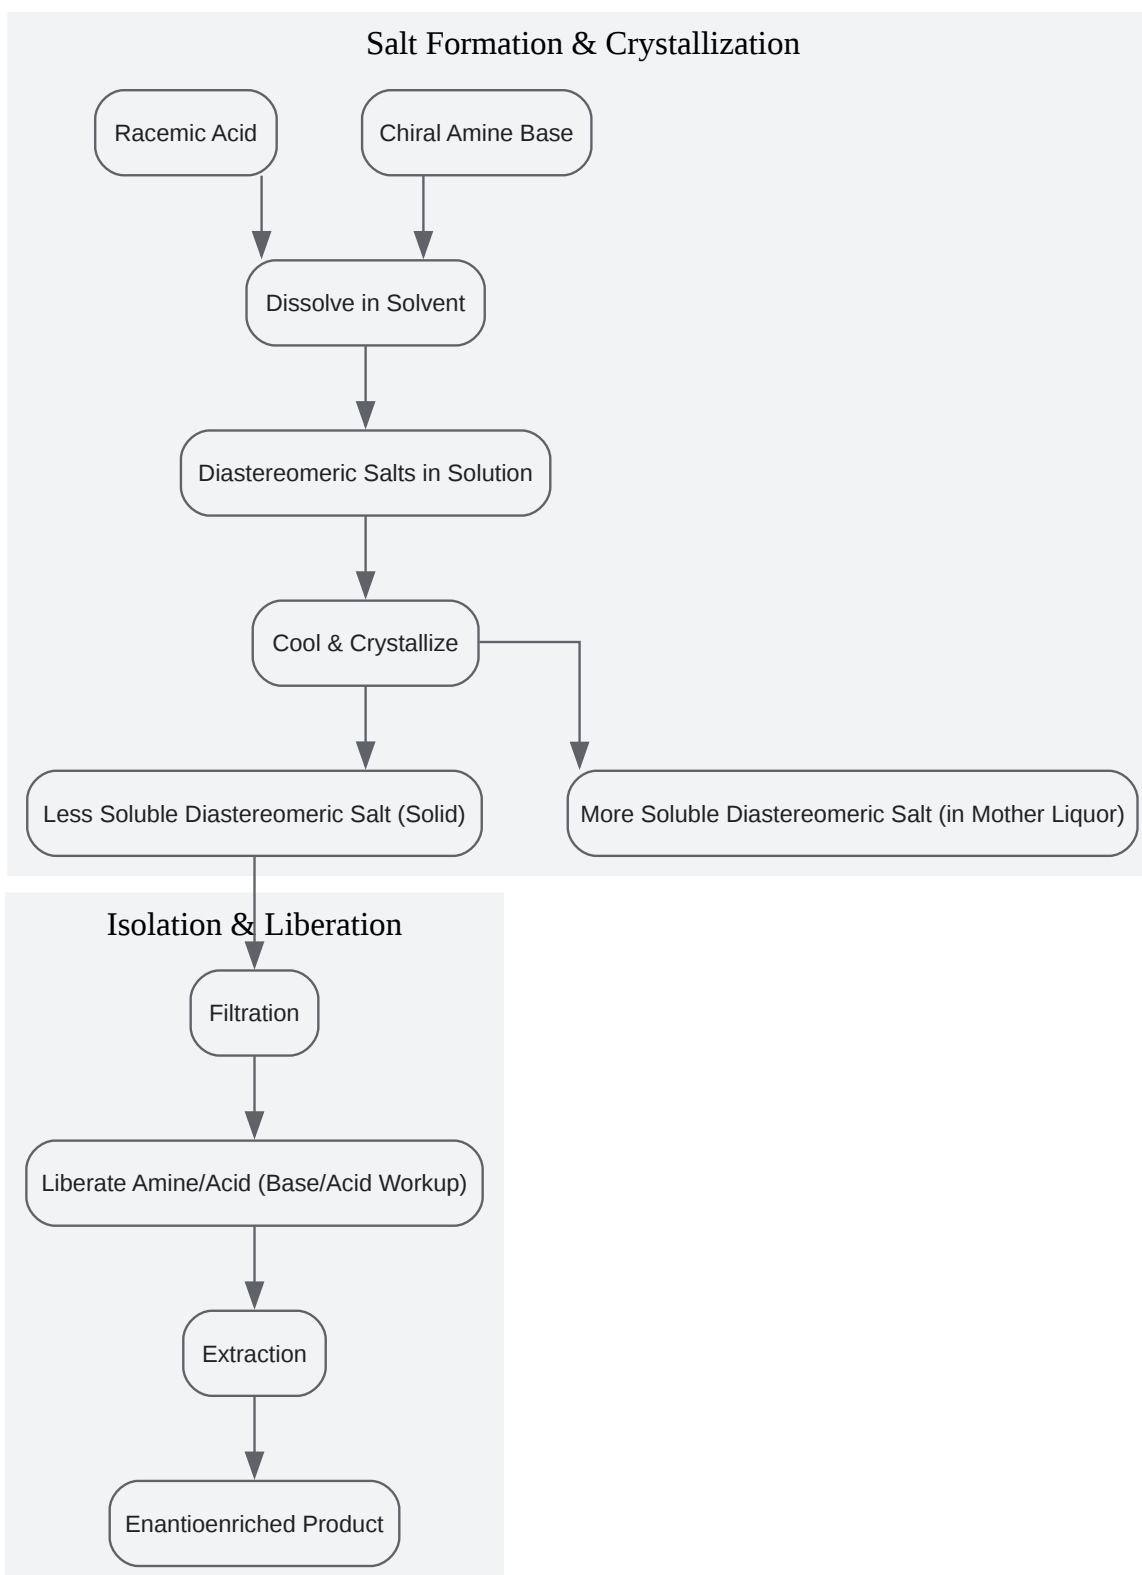 Salt Formation & Crystallization
Racemic Acid
Chiral Amine Base
Dissolve in Solvent
Diastereomeric Salts in Solution
Cool & Crystallize
Less Soluble Diastereomeric Salt (Solid)
More Soluble Diastereomeric Salt (in Mother Liquor)
Isolation & Liberation
Filtration
Liberate Amine/Acid (Base/Acid Workup)
Extraction
Enantioenriched Product